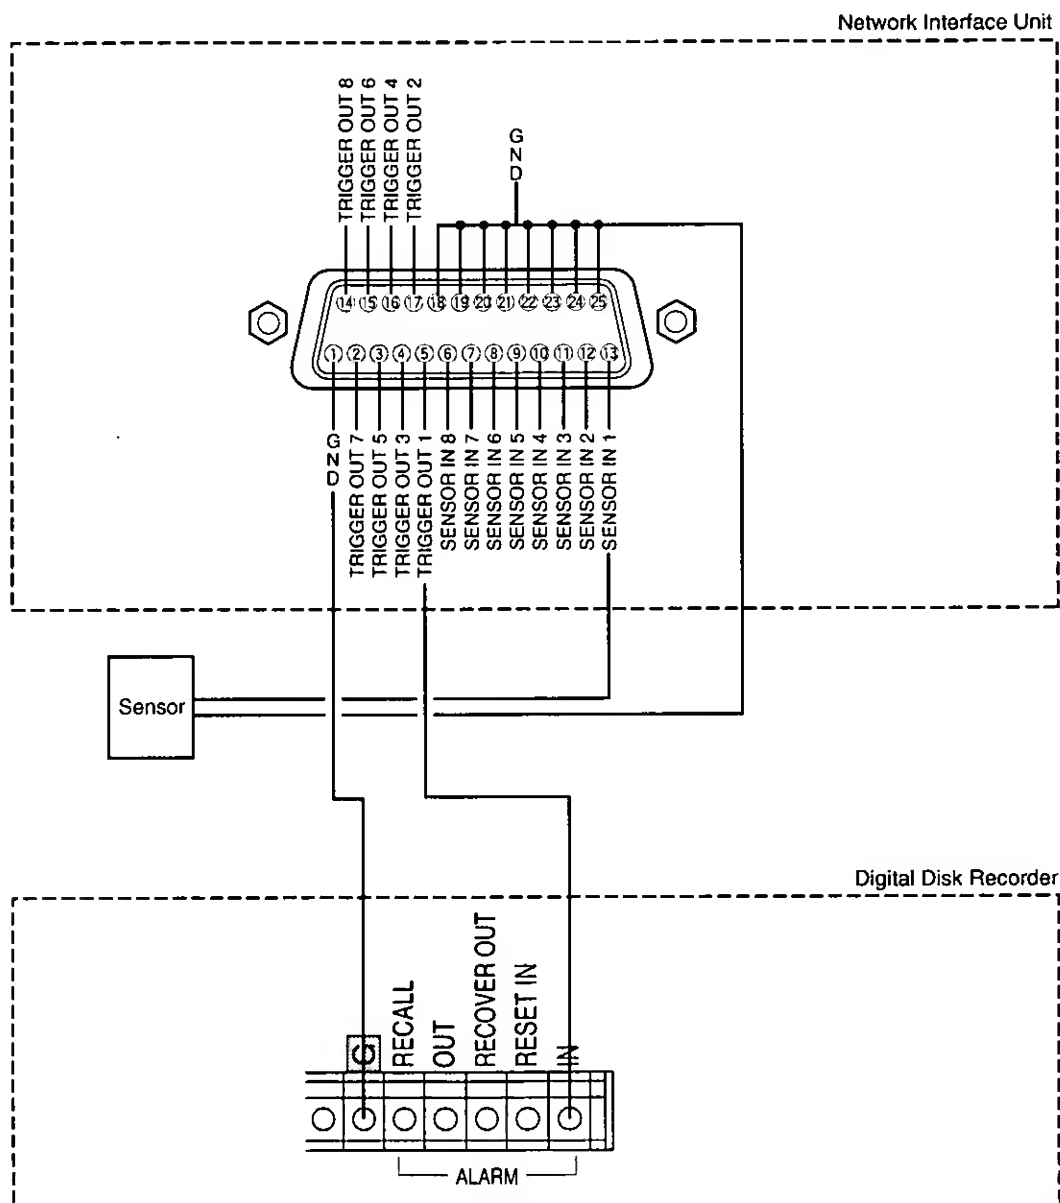 Network Interface Unit
TRIGGER OUT 8
TRIGGER OUT 6
TRIGGER OUT 4
TRIGGER OUT 2
GND
14 15 16 17 18 19 20 21 22 23 24 25
1 2 3 4 5 6 7 8 9 10 11 12 13
GND
TRIGGER OUT 7
TRIGGER OUT 5
TRIGGER OUT 3
TRIGGER OUT 1
SENSOR IN 8
SENSOR IN 7
SENSOR IN 6
SENSOR IN 5
SENSOR IN 4
SENSOR IN 3
SENSOR IN 2
SENSOR IN 1
Sensor
Digital Disk Recorder
C
RECALL
OUT
RECOVER OUT
RESET IN
IN
ALARM